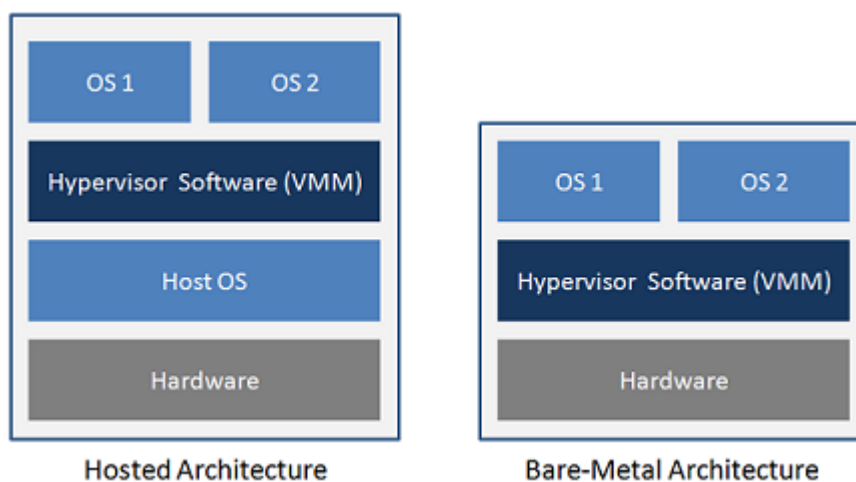 OS 1
OS 2
Hypervisor Software (VMM)
Host OS
Hardware
Hosted Architecture
OS 1
OS 2
Hypervisor Software (VMM)
Hardware
Bare-Metal Architecture